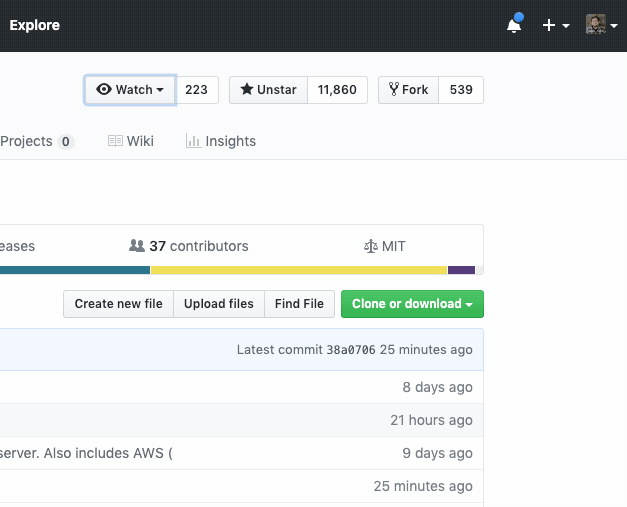 Explore
Watch 223 Unstar 11,860 Fork 539
Projects 0 Wiki Insights
eases 37 contributors MIT
Create new file Upload files Find File Clone or download
Latest commit 38a0706 25 minutes ago
8 days ago
21 hours ago
server. Also includes AWS ( 9 days ago
25 minutes ago